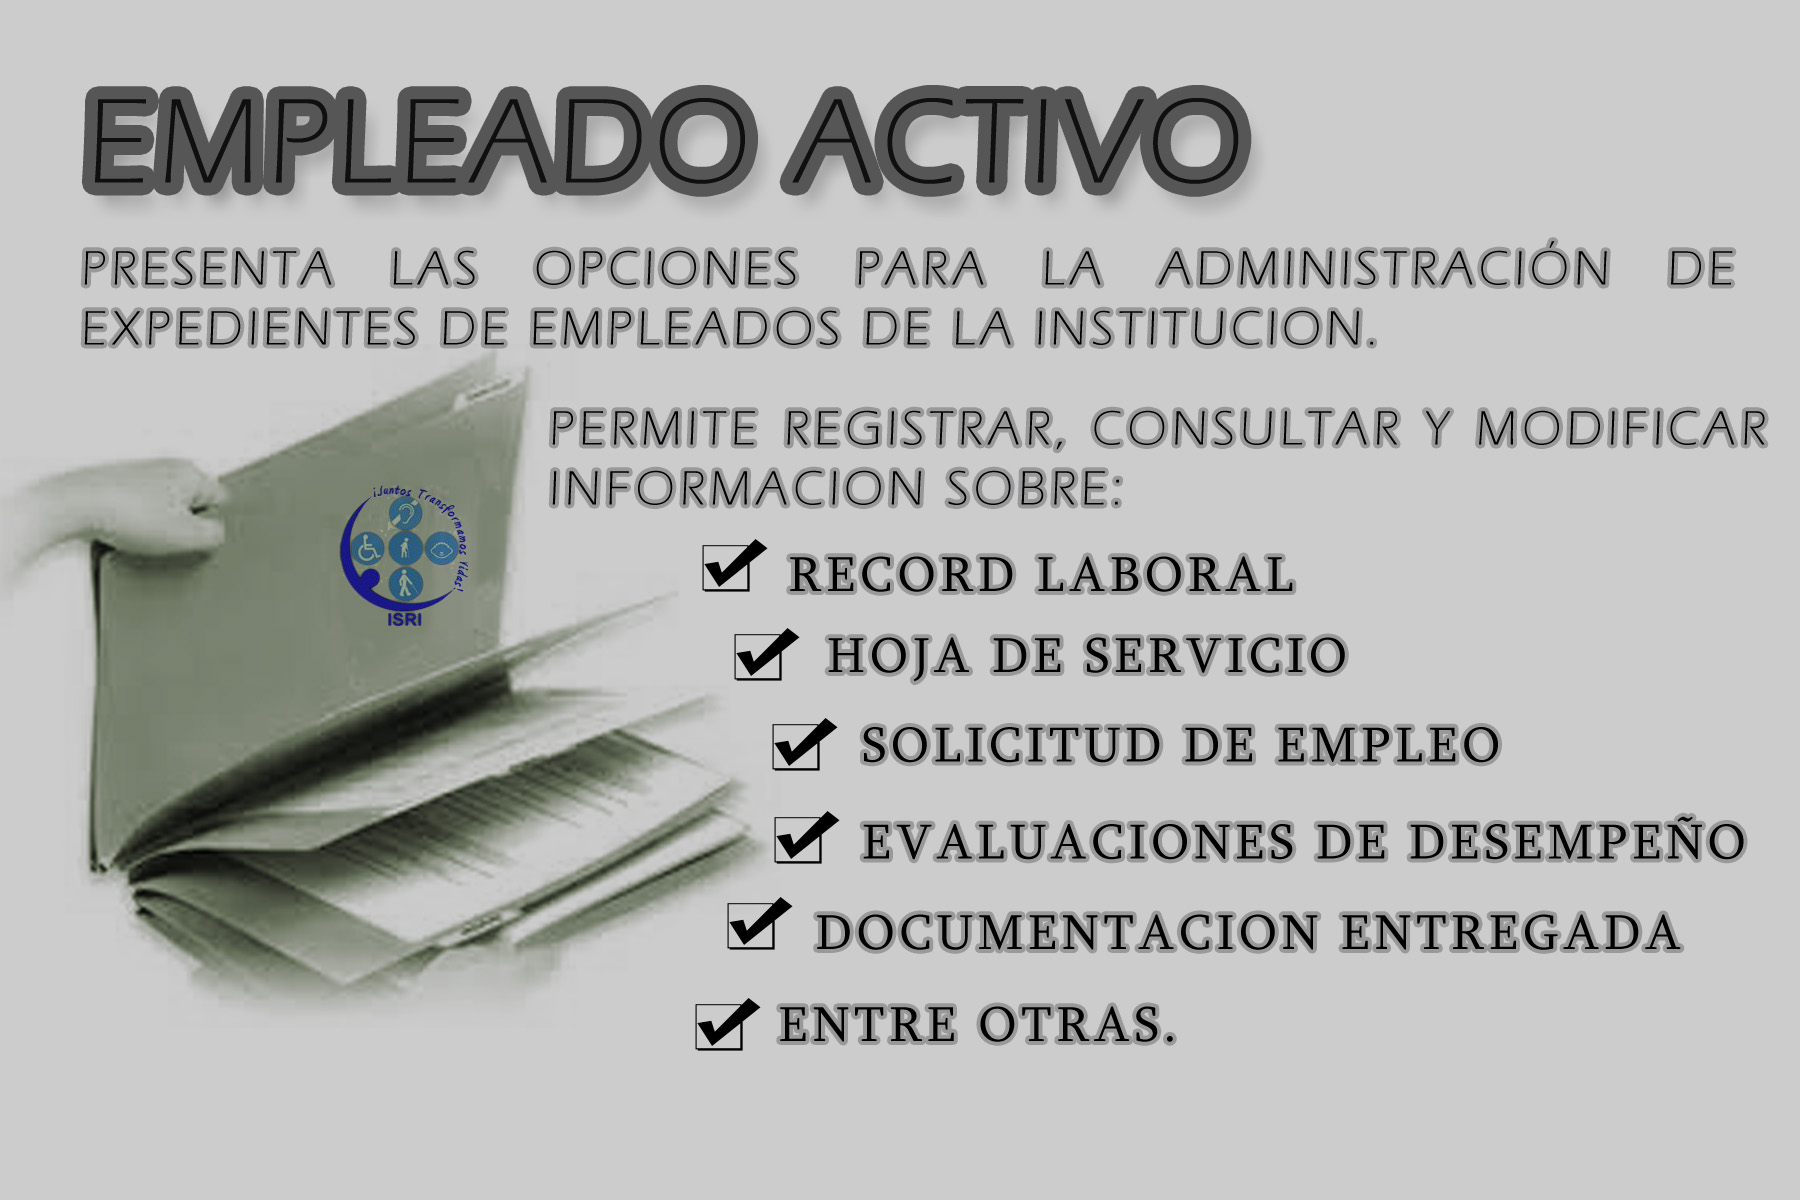 EMPLEADO ACTIVO
PRESENTA LAS OPCIONES PARA LA ADMINISTRACIÓN DE
EXPEDIENTES DE EMPLEADOS DE LA INSTITUCION.
PERMITE REGISTRAR, CONSULTAR Y MODIFICAR
INFORMACION SOBRE:
¡Juntos Transformamos Vidas!
ISRI
RECORD LABORAL
HOJA DE SERVICIO
SOLICITUD DE EMPLEO
EVALUACIONES DE DESEMPEÑO
DOCUMENTACION ENTREGADA
ENTRE OTRAS.